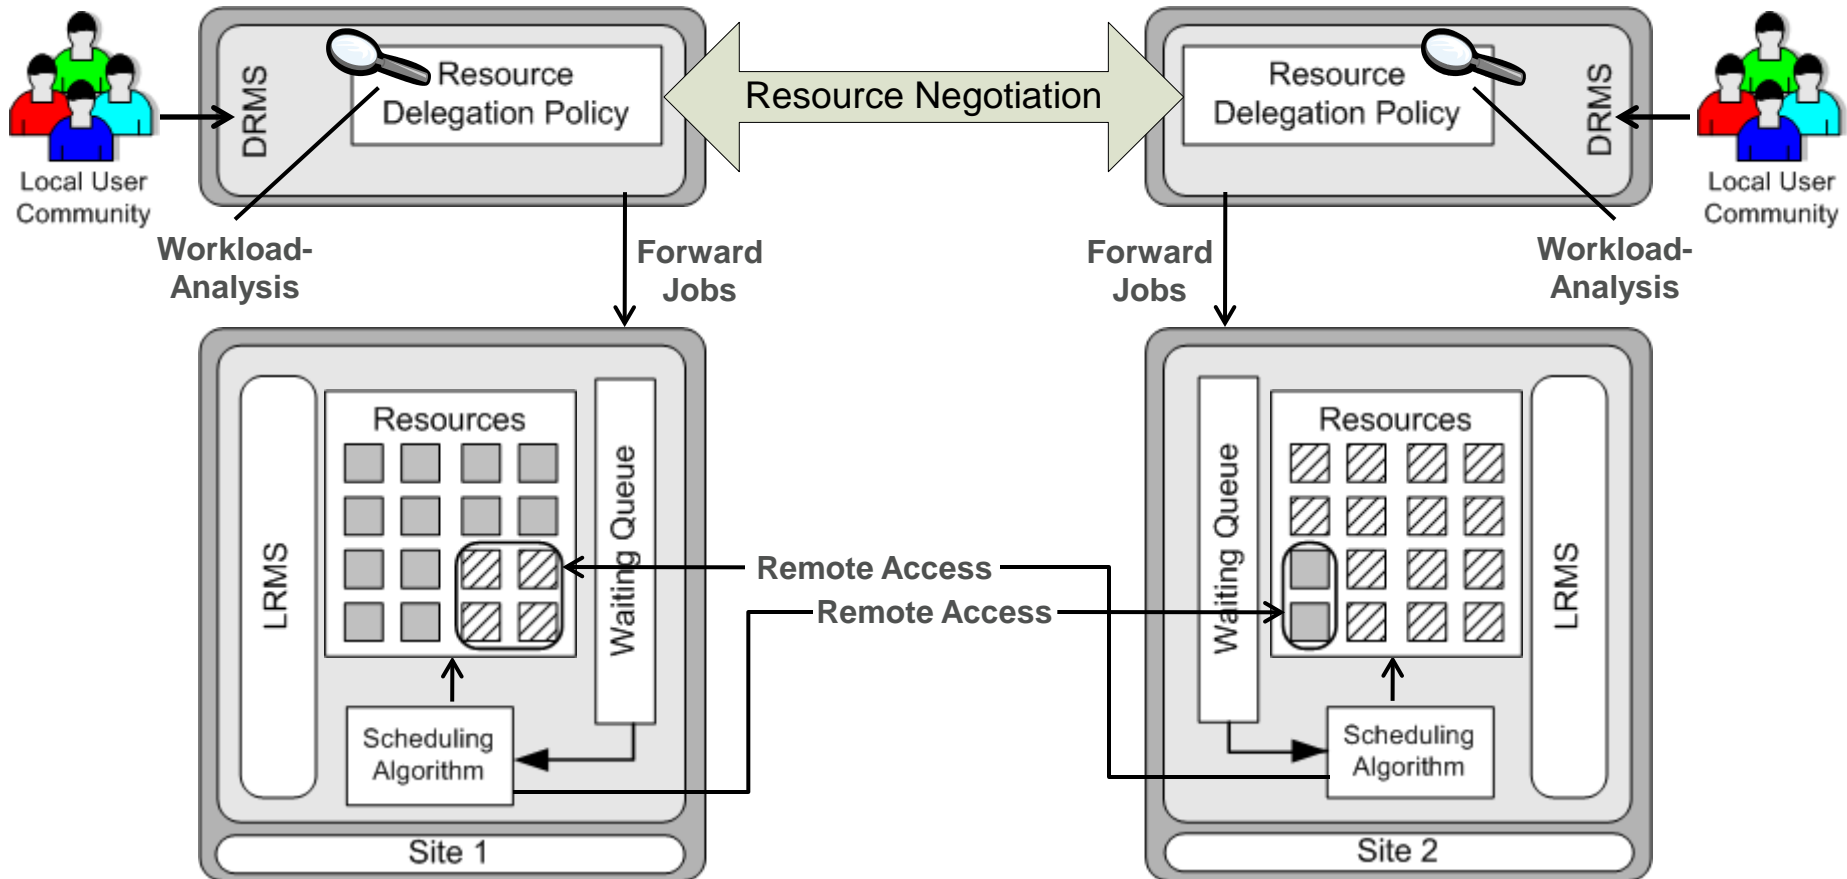 Local User
Community
DRMS
Resource
Delegation Policy
Workload-
Analysis
Resource Negotiation
Resource
Delegation Policy
DRMS
Local User
Community
Workload-
Analysis
Forward
Jobs
Forward
Jobs
LRMS
Resources
Waiting Queue
Scheduling
Algorithm
Site 1
Remote Access
Remote Access
Waiting Queue
Resources
LRMS
Scheduling
Algorithm
Site 2